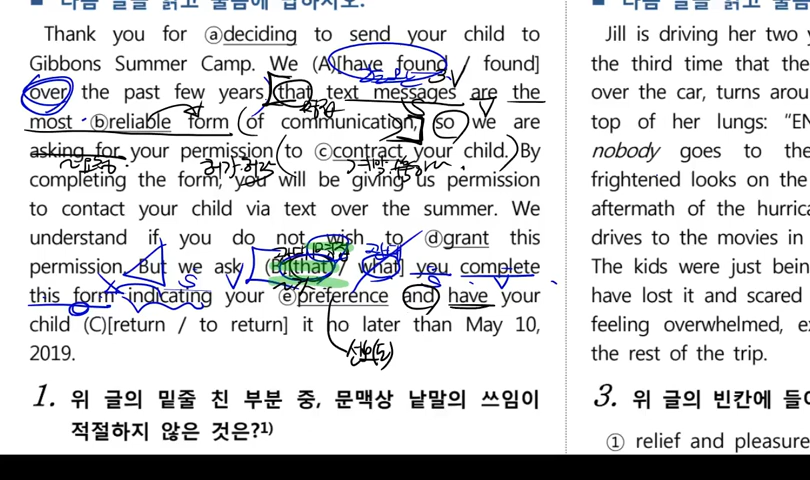 다음 글을 읽고 물음에 답하시오.
Thank you for ⓐdeciding to send your child to
Gibbons Summer Camp. We (A)[have found / found]
over the past few years that text messages are the
most ⓑreliable form of communication, so we are
asking for your permission to ⓒcontract your child. By
completing the form, you will be giving us permission
to contact your child via text over the summer. We
understand if you do not wish to ⓓgrant this
permission. But we ask (B)[that / what] you complete
this form indicating your ⓔpreference and have your
child (C)[return / to return] it no later than May 10,
2019.
1. 위 글의 밑줄 친 부분 중, 문맥상 낱말의 쓰임이
적절하지 않은 것은?1)
다음 글을 읽고 물음
Jill is driving her two y
the third time that the
over the car, turns arou
top of her lungs: “EN
nobody goes to the
frightened looks on the
aftermath of the hurrica
drives to the movies in
The kids were just bein
have lost it and scared
feeling overwhelmed, e
the rest of the trip.
3. 위 글의 빈칸에 들어
① relief and pleasure